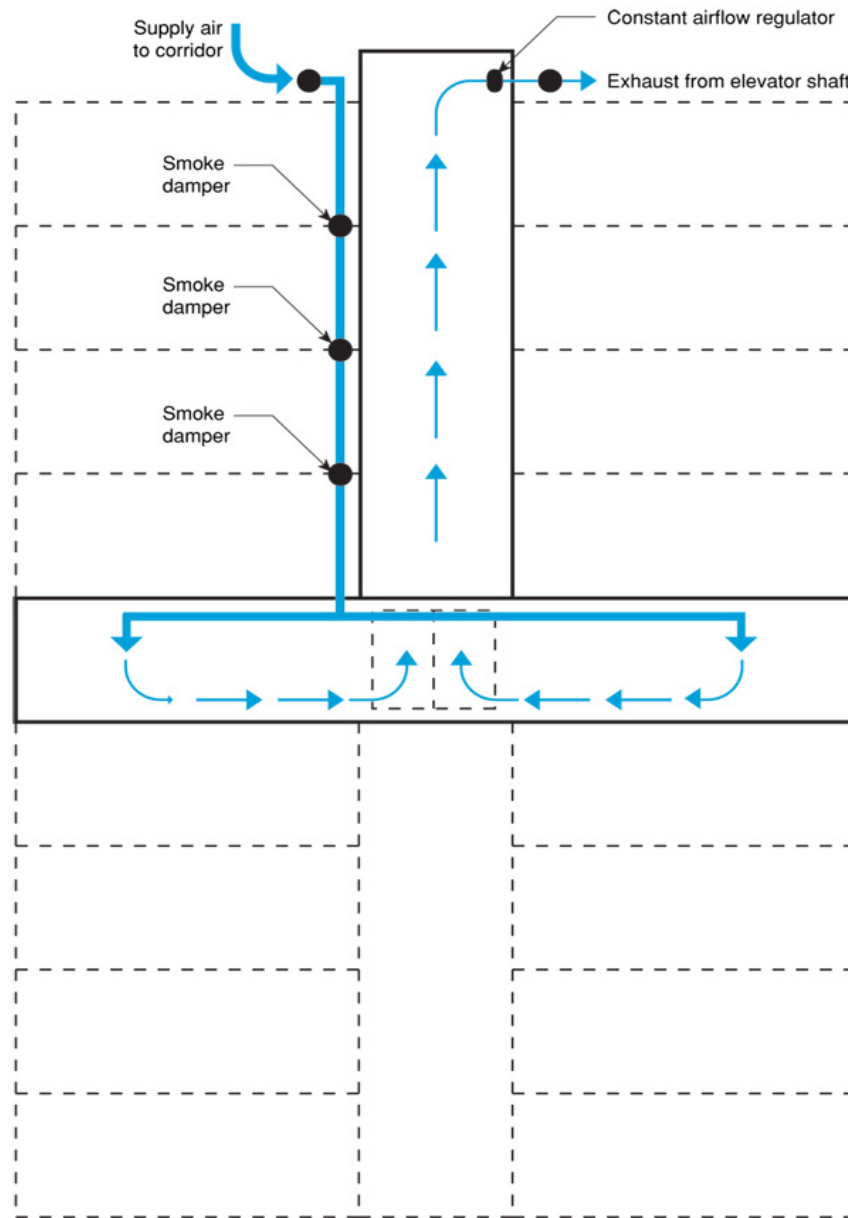 Supply air
to corridor
Constant airflow regulator
Exhaust from elevator shaft
Smoke
damper
Smoke
damper
Smoke
damper